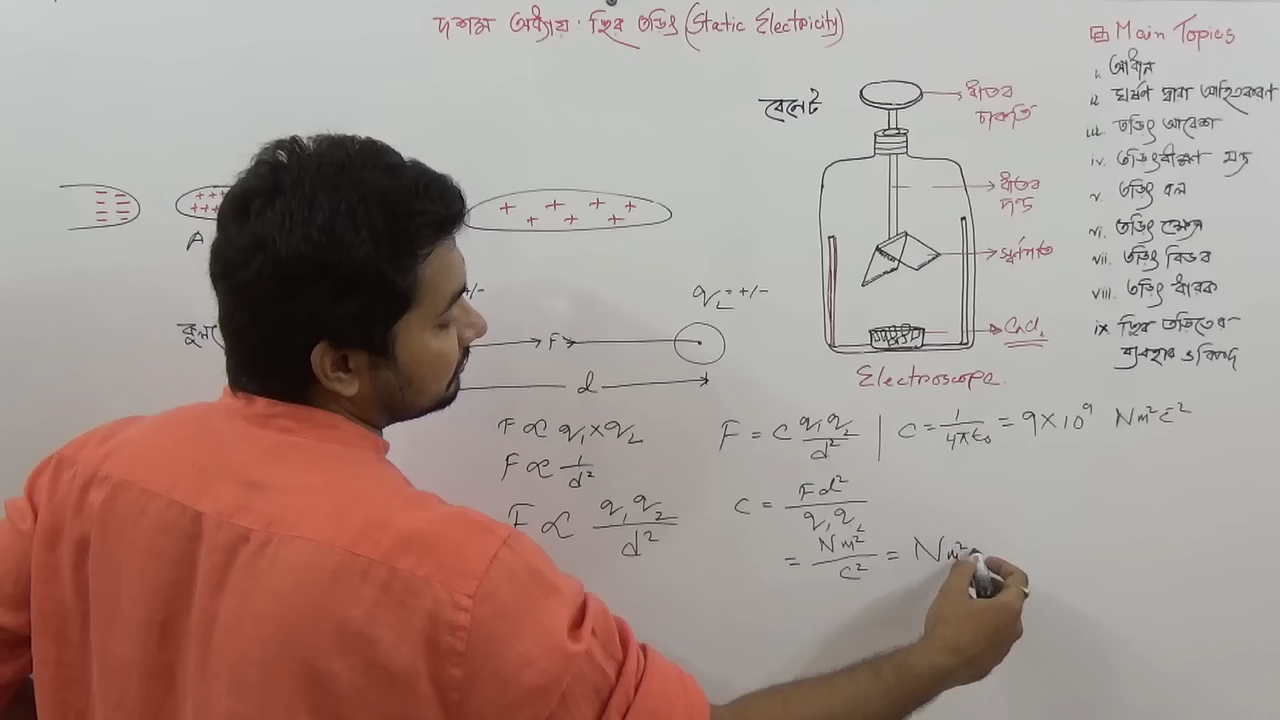 দশম অধ্যায়: স্থির তড়িৎ (Static Electricity)
Main Topics
i. আধান
ii. ঘর্ষণ দ্বারা আহিতকরণ
iii. তড়িৎ আবেশ
iv. তড়িৎবীক্ষণ যন্ত্র
v. তড়িৎ বল
vi. তড়িৎ ক্ষেত্র
vii. তড়িৎ বিভব
viii. তড়িৎ ধারক
ix স্থির তড়িতের
ব্যবহার ও বিপদ
ধাতব
চাকতি
ধাতব
দণ্ড
স্বর্ণপাত
Electroscope
A
+/-
q₂ = +/-
F
d
F ∝ q₁ × q₂
F ∝ 1/d²
F ∝ q₁q₂/d²
F = C q₁q₂/d² | C = 1/4πε₀ = 9 × 10⁹
C = Fd²/q₁q₂
= Nm²/C² = Nm²